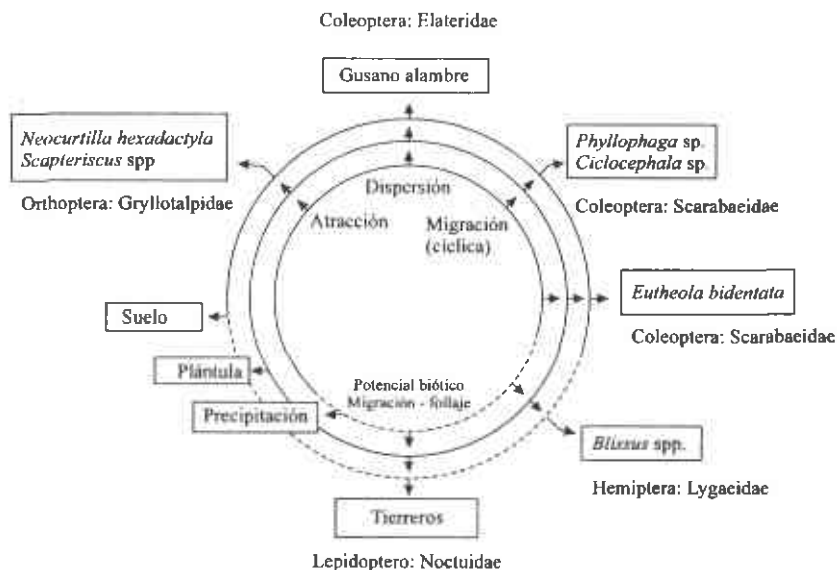 Coleoptera: Elateridae
Gusano alambre
Neocurtilla hexadactyla
Scapteriscus spp
Orthoptera: Gryllotalpidae
Phyllophaga sp.
Ciclocephala sp.
Coleoptera: Scarabaeidae
Dispersión
Atracción
Migración
(cíclica)
Eutheola bidentata
Coleoptera: Scarabaeidae
Suelo
Plántula
Precipitación
Potencial biótico
Migración - follaje
Blissus spp.
Hemiptera: Lygaeidae
Tierreros
Lepidoptero: Noctuidae